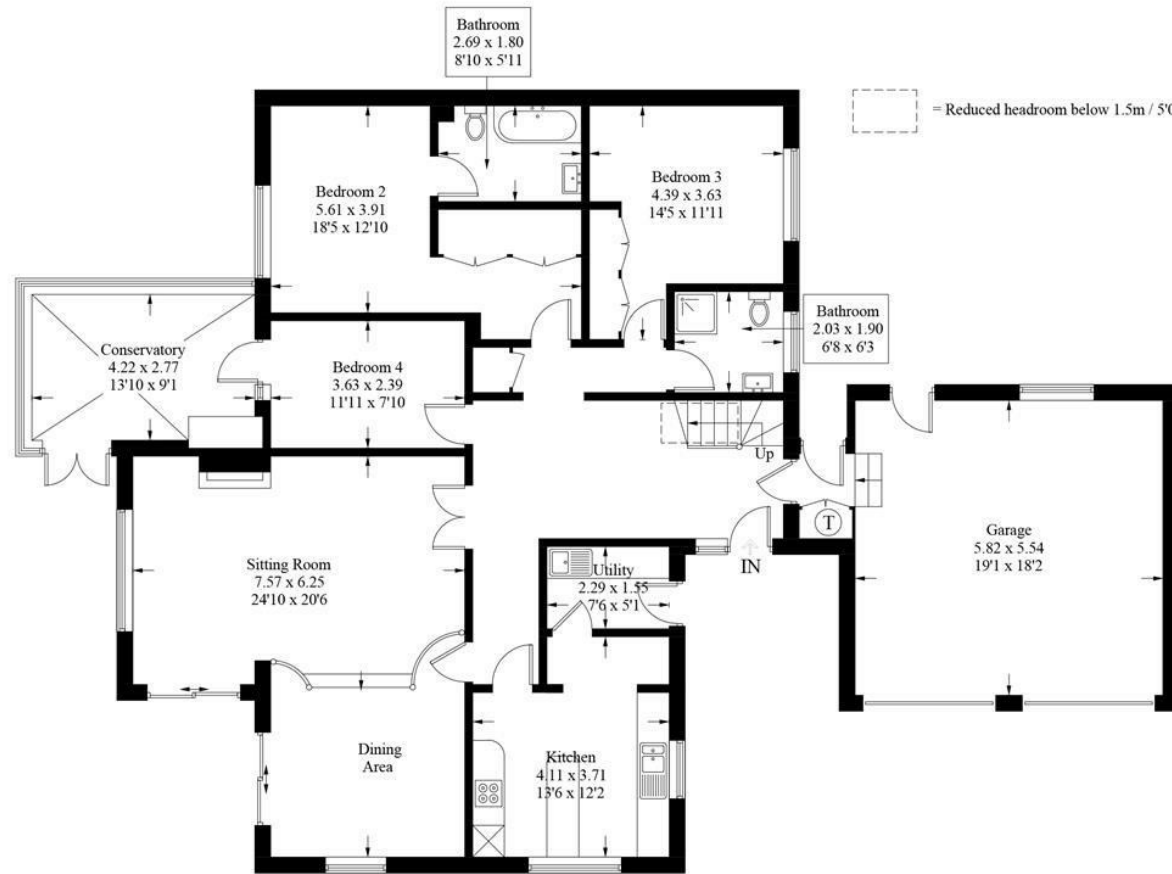 Bathroom
2.69 x 1.80
8'10 x 5'11
= Reduced headroom below 1.5m / 5'0
Bedroom 2
5.61 x 3.91
18'5 x 12'10
Bedroom 3
4.39 x 3.63
14'5 x 11'11
Bathroom
2.03 x 1.90
6'8 x 6'3
Conservatory
4.22 x 2.77
13'10 x 9'1
Bedroom 4
3.63 x 2.39
11'11 x 7'10
Up
T
Garage
5.82 x 5.54
19'1 x 18'2
IN
Sitting Room
7.57 x 6.25
24'10 x 20'6
Utility
2.29 x 1.55
7'6 x 5'1
Dining
Area
Kitchen
4.11 x 3.71
13'6 x 12'2